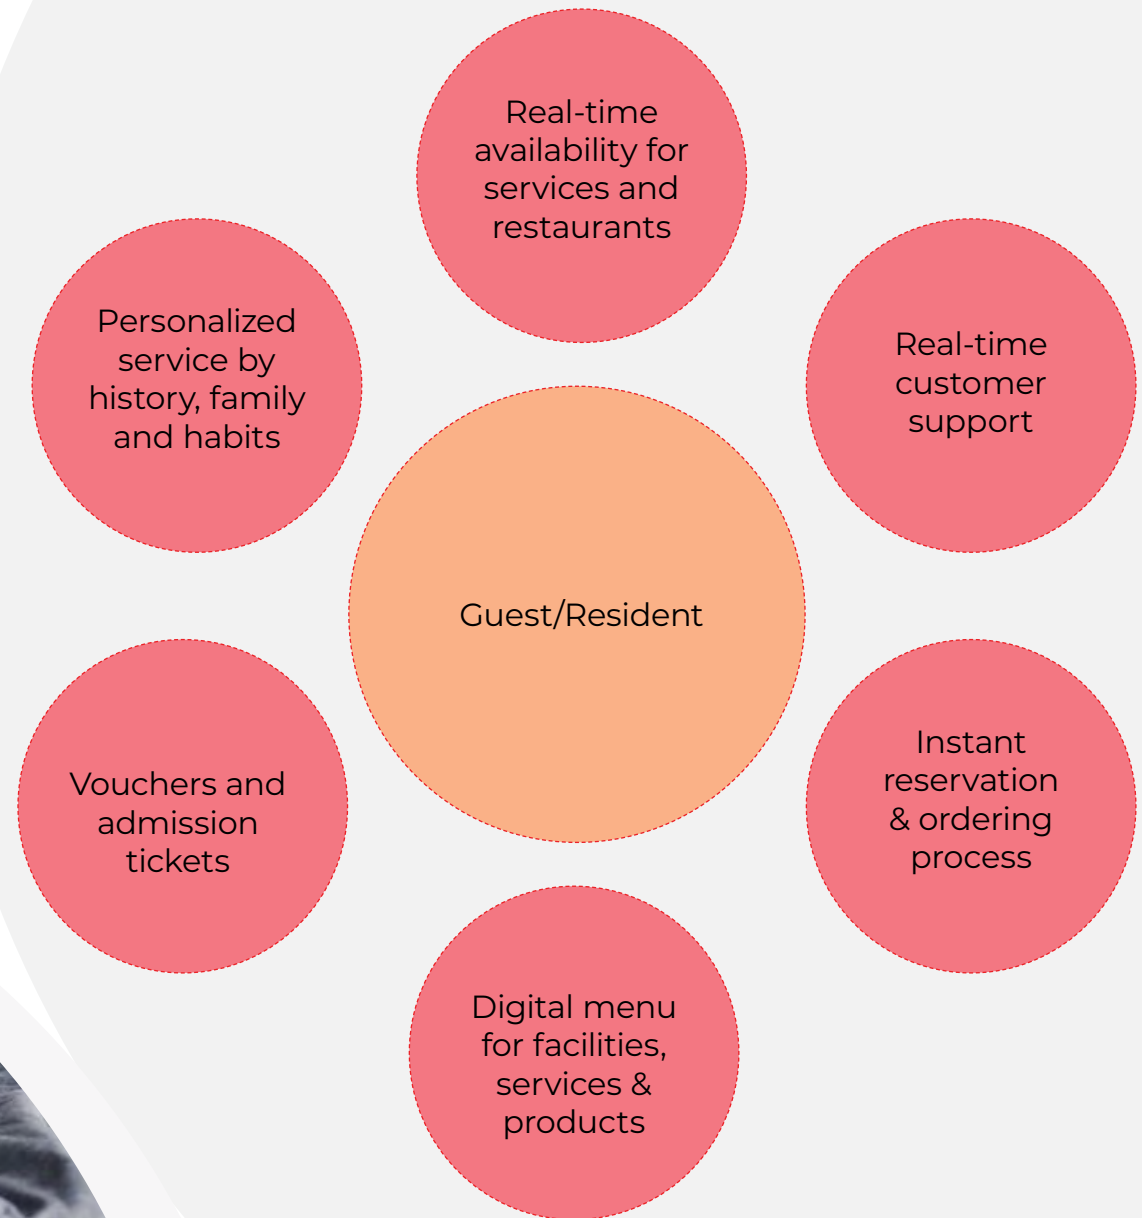 Real-time
availability for
services and
restaurants
Personalized
service by
history, family
and habits
Real-time
customer
support
Guest/Resident
Vouchers and
admission
tickets
Instant
reservation
& ordering
process
Digital menu
for facilities,
services &
products